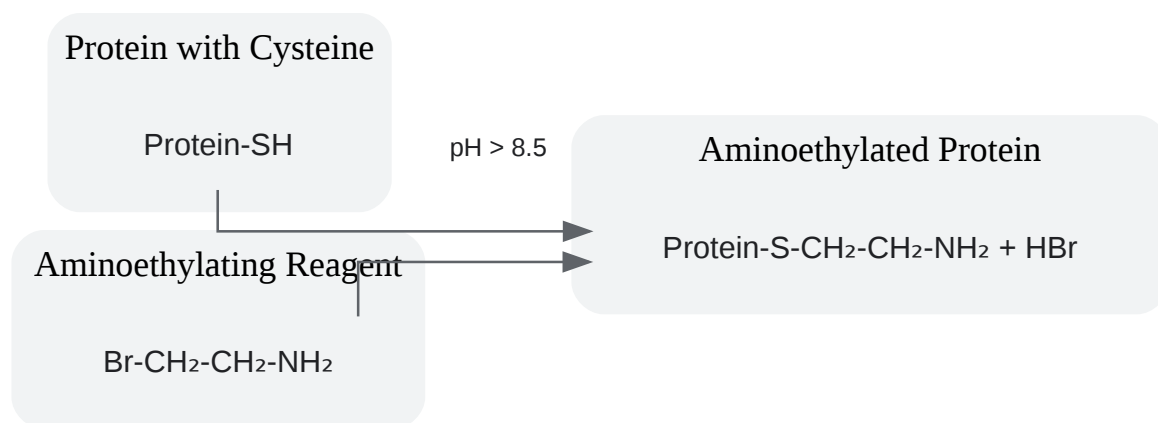 Protein with Cysteine
Protein-SH
pH > 8.5
Aminoethylated Protein
Protein-S-CH₂-CH₂-NH₂ + HBr
Aminoethylating Reagent
Br-CH₂-CH₂-NH₂